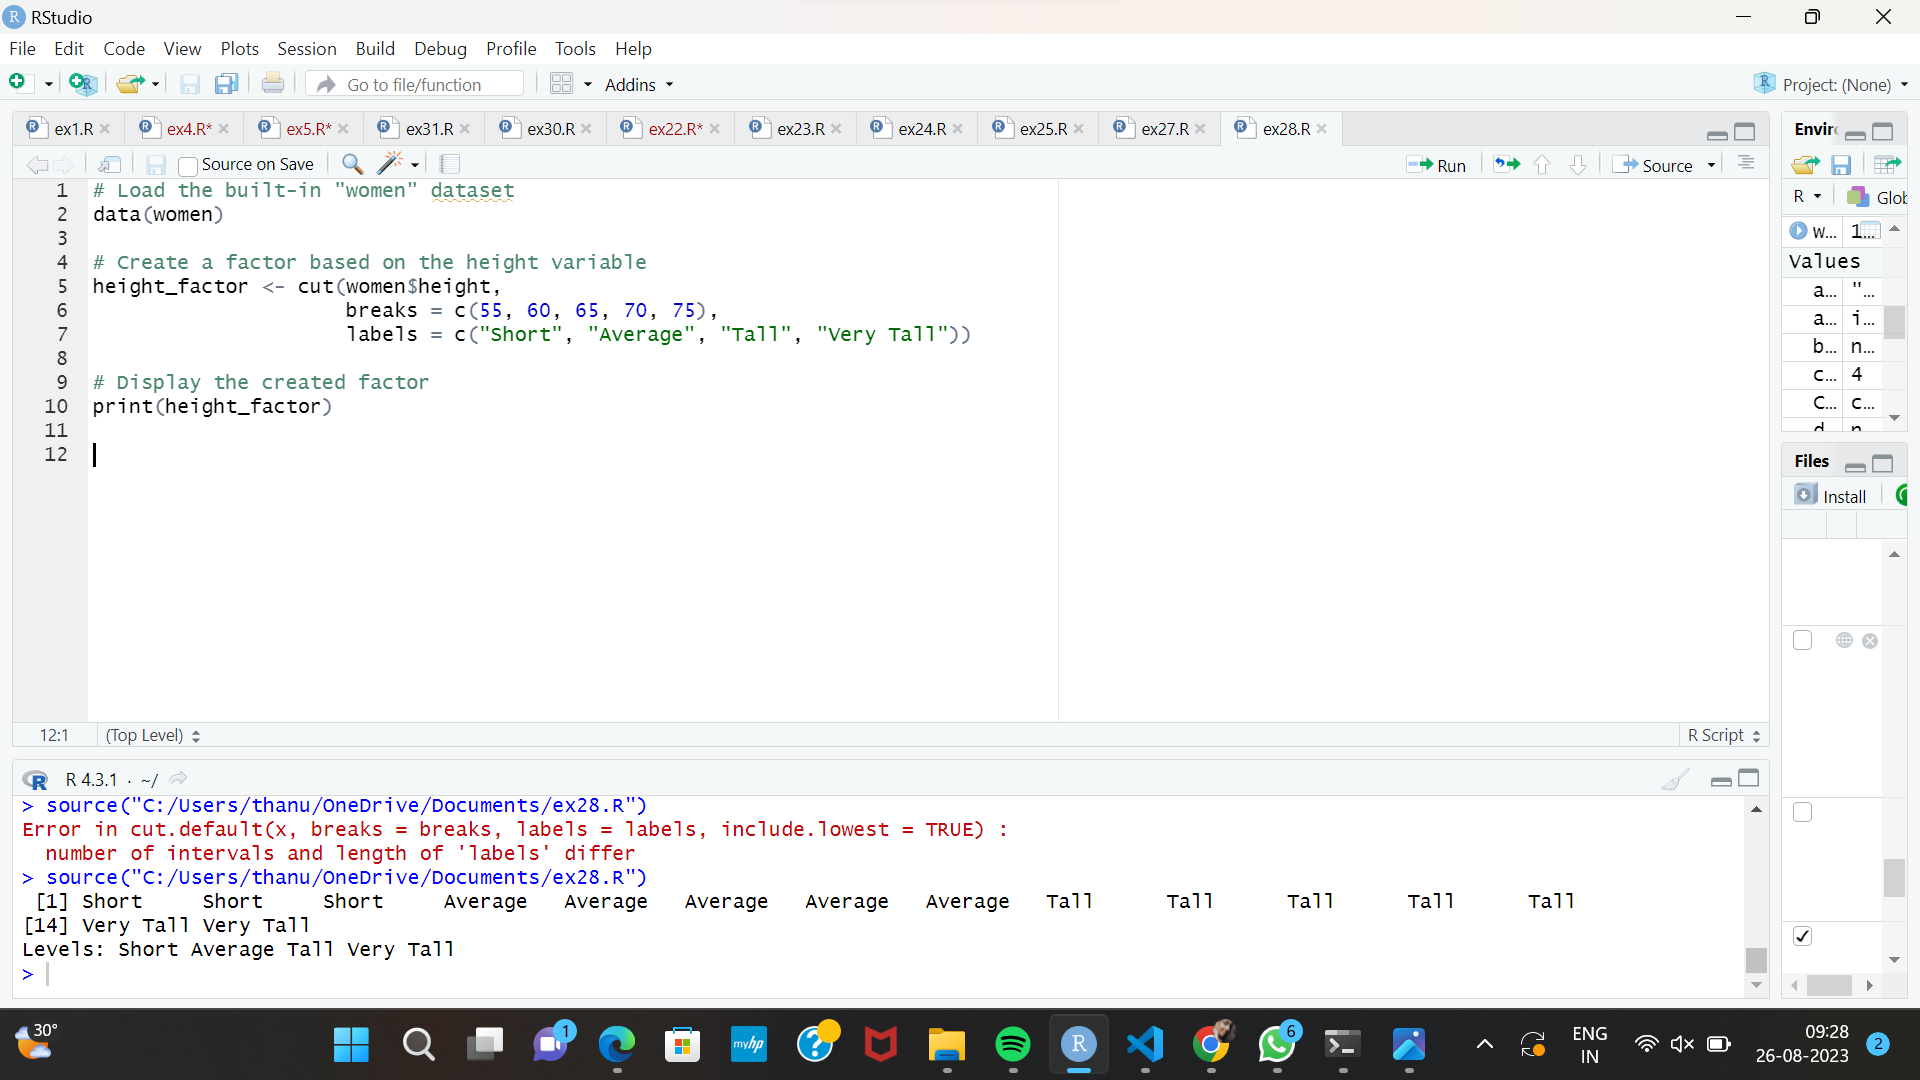 RStudio
File Edit Code View Plots Session Build Debug Profile Tools Help
Go to file/function Addins Project: (None)
ex1.R ex4.R* ex5.R* ex31.R ex30.R ex22.R* ex23.R ex24.R ex25.R ex27.R ex28.R
Source on Save Run Source
1 # Load the built-in "women" dataset
2 data(women)
3
4 # Create a factor based on the height variable
5 height_factor <- cut(women$height,
6 breaks = c(55, 60, 65, 70, 75),
7 labels = c("Short", "Average", "Tall", "Very Tall"))
8
9 # Display the created factor
10 print(height_factor)
11
12
12:1 (Top Level) R Script
R 4.3.1 · ~/
> source("C:/Users/thanu/OneDrive/Documents/ex28.R")
Error in cut.default(x, breaks = breaks, labels = labels, include.lowest = TRUE) :
number of intervals and length of 'labels' differ
> source("C:/Users/thanu/OneDrive/Documents/ex28.R")
[1] Short Short Short Average Average Average Average Average Tall Tall Tall Tall Tall
[14] Very Tall Very Tall
Levels: Short Average Tall Very Tall
>
Envir
R Glob
w... 1...
Values
a... "...
a... i...
b... n...
c... 4
C... c...
d n
Files
Install
30°
1
myhp
6
ENG
IN
09:28
26-08-2023
2